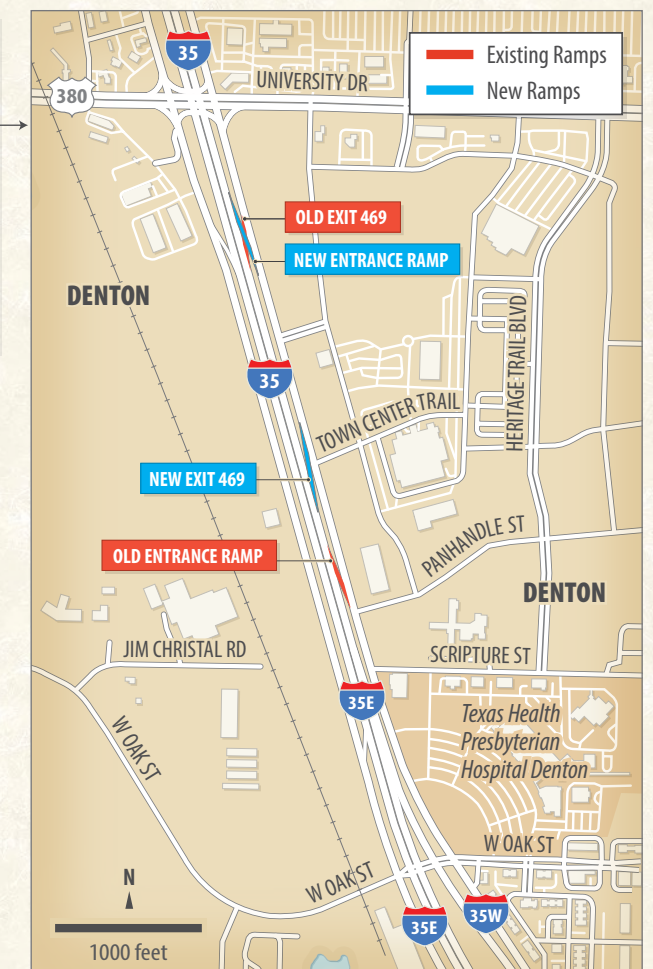 35
380
UNIVERSITY DR
Existing Ramps
New Ramps
OLD EXIT 469
NEW ENTRANCE RAMP
DENTON
HERITAGE TRAIL BLVD
35
TOWN CENTER TRAIL
NEW EXIT 469
OLD ENTRANCE RAMP
PANHANDLE ST
DENTON
JIM CHRISTAL RD
SCRIPTURE ST
35E
W OAK ST
Texas Health
Presbyterian
Hospital Denton
W OAK ST
W OAK ST
N
35E
35W
1000 feet